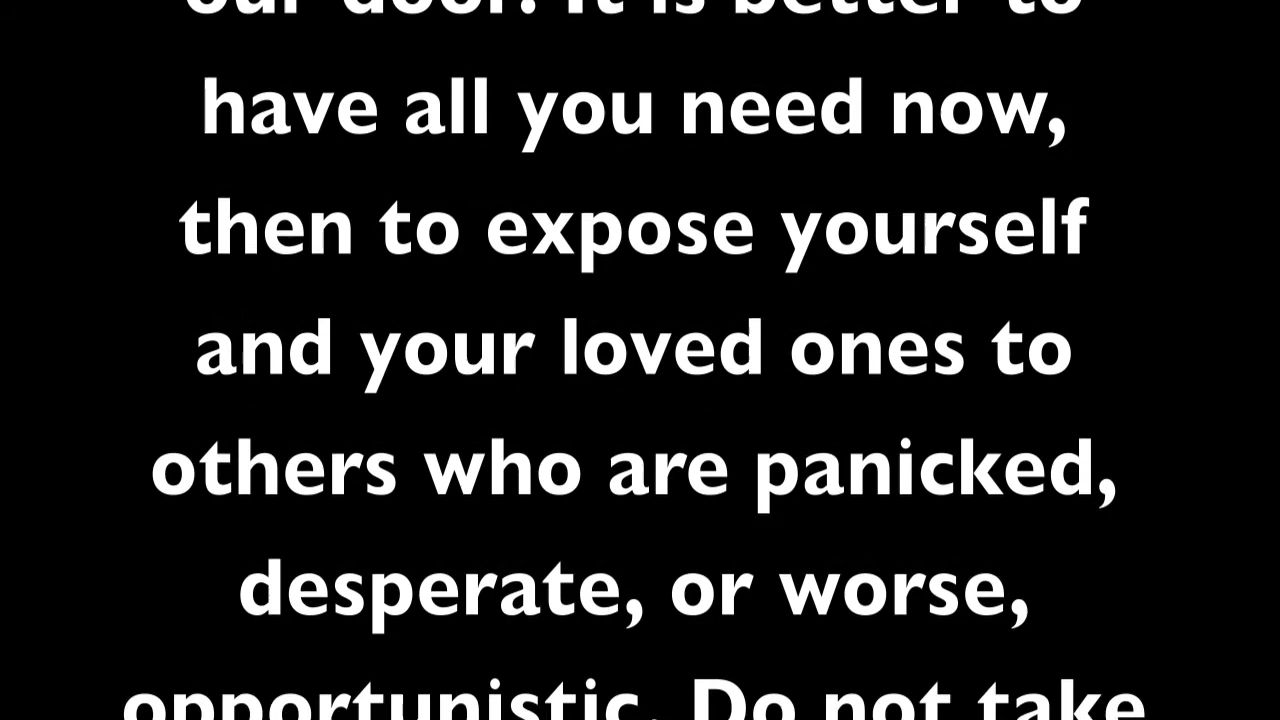 our door. It is better to
have all you need now,
then to expose yourself
and your loved ones to
others who are panicked,
desperate, or worse,
opportunistic. Do not take